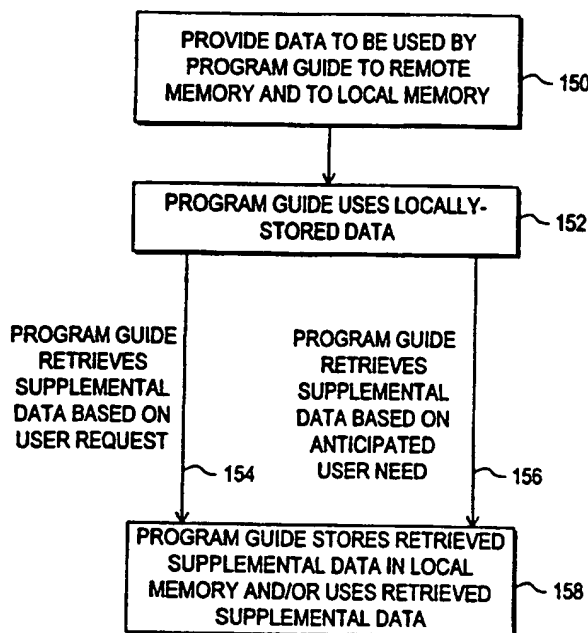 PROVIDE DATA TO BE USED BY
PROGRAM GUIDE TO REMOTE
MEMORY AND TO LOCAL MEMORY
150
PROGRAM GUIDE USES LOCALLY-
STORED DATA
152
PROGRAM GUIDE
RETRIEVES
SUPPLEMENTAL
DATA BASED ON
USER REQUEST
154
PROGRAM GUIDE
RETRIEVES
SUPPLEMENTAL
DATA BASED ON
ANTICIPATED
USER NEED
156
PROGRAM GUIDE STORES RETRIEVED
SUPPLEMENTAL DATA IN LOCAL
MEMORY AND/OR USES RETRIEVED
SUPPLEMENTAL DATA
158